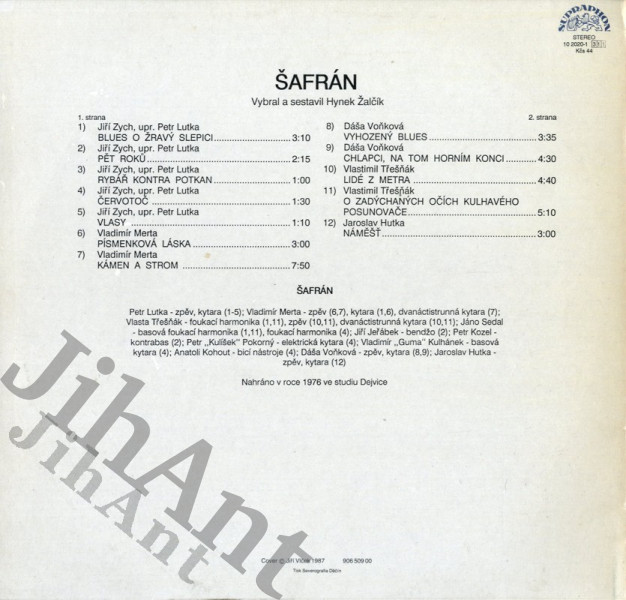 SUPRAPHON
STEREO
10 2020-1
Kčs 44
ŠAFRÁN
Vybral a sestavil Hynek Žalčík
1. strana
1) Jiří Zych, upr. Petr Lutka
BLUES O ŽRAVÝ SLEPICI 3:10
2) Jiří Zych, upr. Petr Lutka
PĚT ROKŮ 2:15
3) Jiří Zych, upr. Petr Lutka
RYBÁŘ KONTRA POTKAN 1:00
4) Jiří Zych, upr. Petr Lutka
ČERVOTOČ 1:30
5) Jiří Zych, upr. Petr Lutka
VLASY 1:10
6) Vladimír Merta
PÍSMENKOVÁ LÁSKA 3:00
7) Vladimír Merta
KÁMEN A STROM 7:50
2. strana
8) Dáša Voňková
VYHOZENÝ BLUES 3:35
9) Dáša Voňková
CHLAPCI, NA TOM HORNÍM KONCI 4:30
10) Vlastimil Třešňák
LIDÉ Z METRA 4:40
11) Vlastimil Třešňák
O ZADÝCHANÝCH OČÍCH KULHAVÉHO
POSUNOVAČE 5:10
12) Jaroslav Hutka
NÁMĚŠŤ 3:00
ŠAFRÁN
Petr Lutka - zpěv, kytara (1-5); Vladimír Merta - zpěv (6,7), kytara (1,6), dvanáctistrunná kytara (7);
Vlasta Třešňák - foukací harmonika (1,11), zpěv (10,11), dvanáctistrunná kytara (10,11); Jáno Sedal
- basová foukací harmonika (1,11), foukací harmonika (4); Jiří Jeřábek - bendžo (2); Petr Kozel -
kontrabas (2); Petr „Kulíšek" Pokorný - elektrická kytara (4); Vladimír „Guma" Kulhánek - basová
kytara (4); Anatoli Kohout - bicí nástroje (4); Dáša Voňková - zpěv, kytara (8,9); Jaroslav Hutka -
zpěv, kytara (12)
Nahráno v roce 1976 ve studiu Dejvice
JihAnt
JihAnt
Cover © Jiří Vlček 1987 906 509 00
Tisk Severografia Děčín